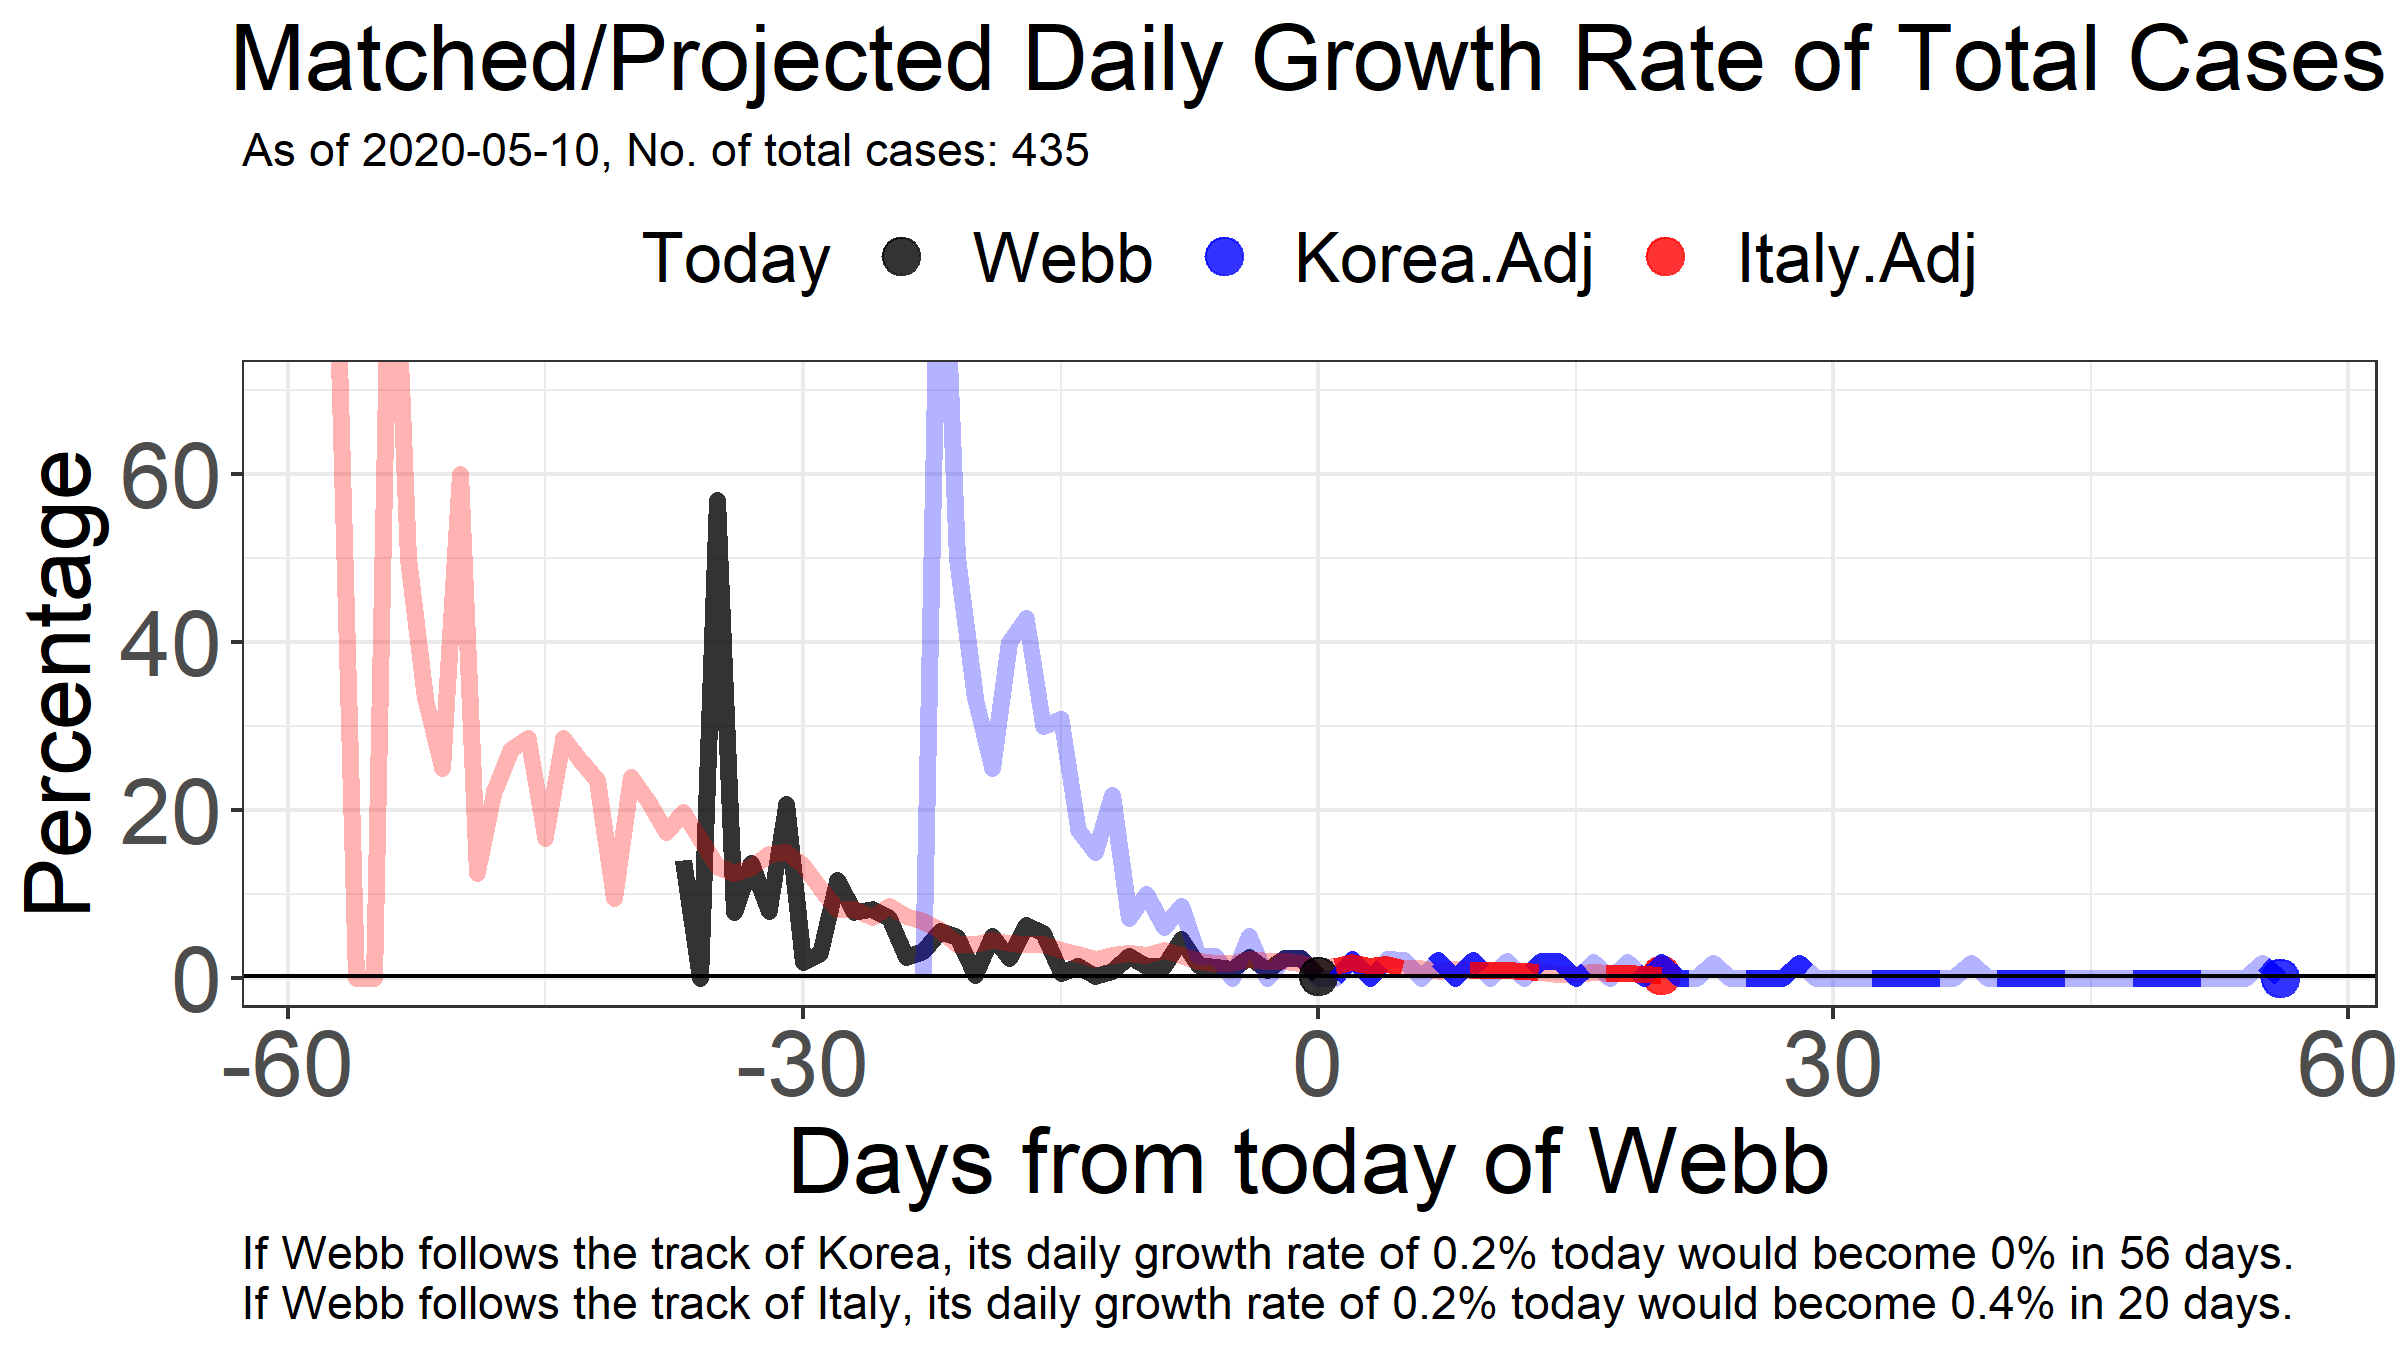 Matched/Projected Daily Growth Rate of Total Cases
As of 2020-05-10, No. of total cases: 435
Today Webb Korea.Adj Italy.Adj
Percentage
60
40
20
0
-60 -30 0 30 60
Days from today of Webb
If Webb follows the track of Korea, its daily growth rate of 0.2% today would become 0% in 56 days.
If Webb follows the track of Italy, its daily growth rate of 0.2% today would become 0.4% in 20 days.